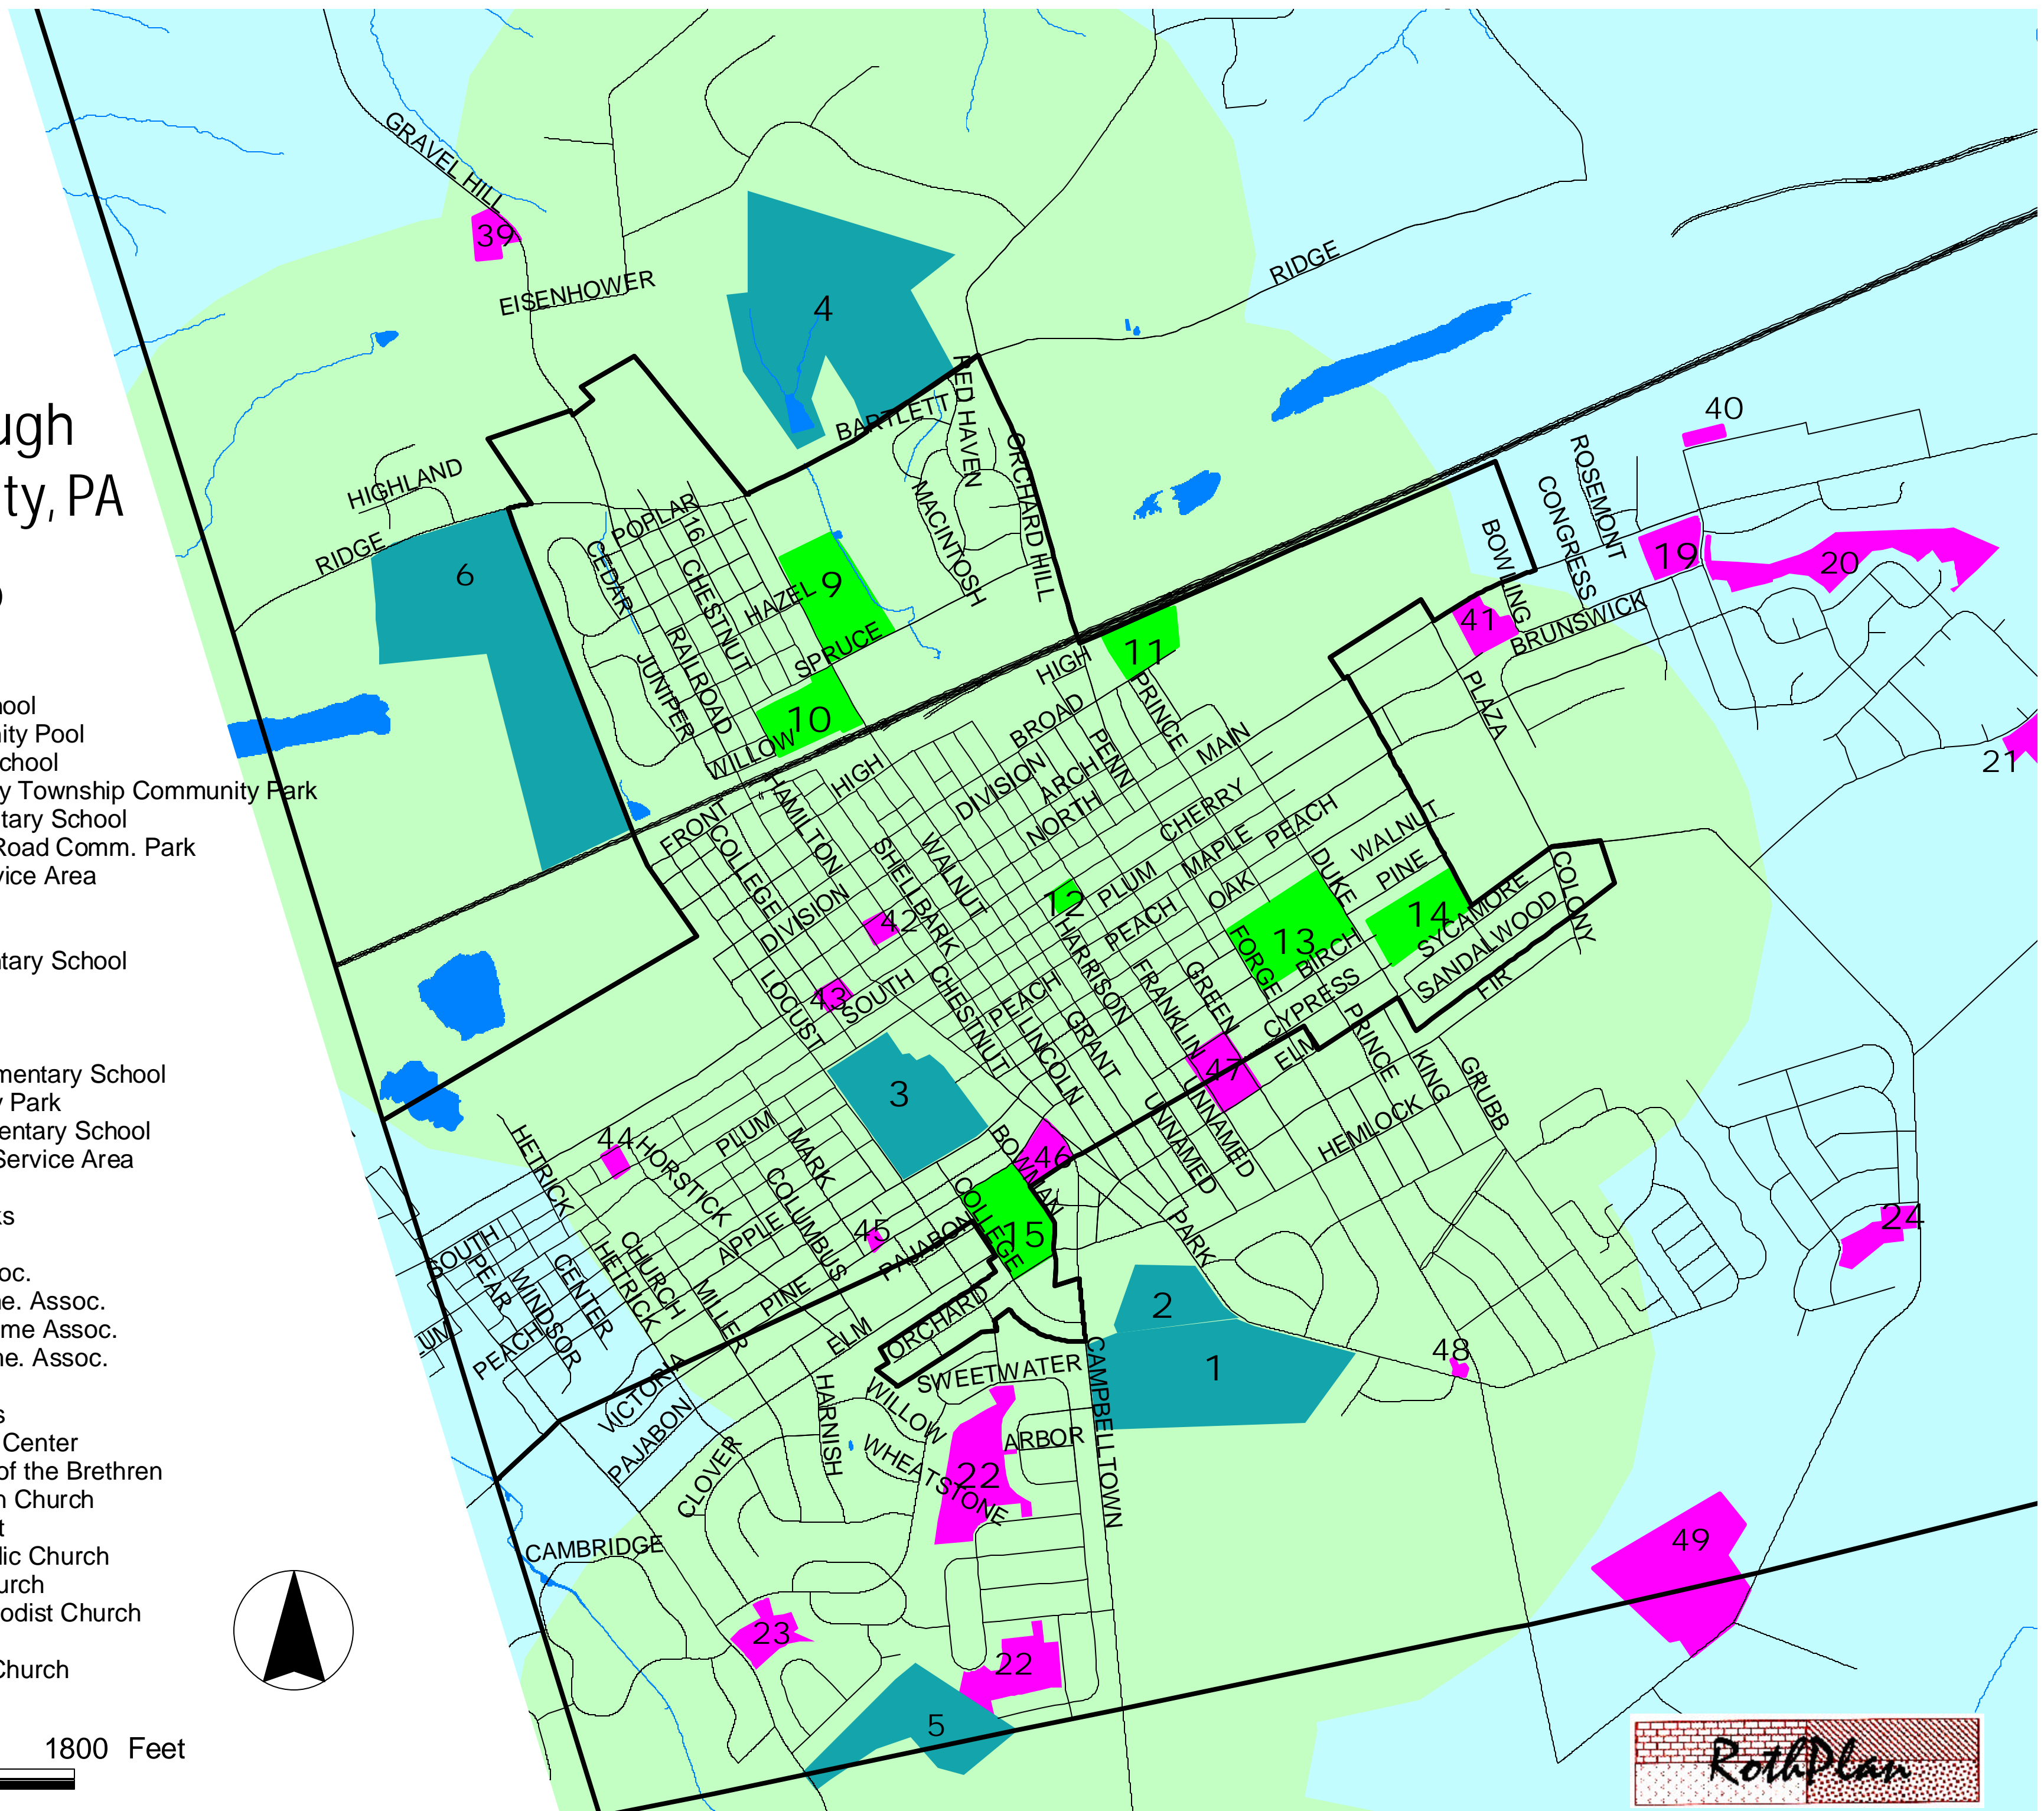 ugh
ty, PA
)
hool
nity Pool
chool
y Township Community Park
tary School
Road Comm. Park
vice Area
ntary School
mentary School
y Park
entary School
Service Area
ks
oc.
ne. Assoc.
me Assoc.
ne. Assoc.
s
Center
of the Brethren
n Church
t
lic Church
urch
odist Church
Church
1800 Feet
GRAVEL HILL
39
EISENHOWER
4
RIDGE
BARTLETT
RED HAVEN
ORCHARD HILL
MACINTOSH
HIGHLAND
RIDGE
6
POPLAR
16
CEDAR
CHESTNUT
HAZEL
9
SPRUCE
JUNIPER
RAILROAD
10
WILLOW
HIGH
11
PRINCE
BROAD
PENN
MAIN
40
ROSEMONT
CONGRESS
BOWLING
19
20
41
BRUNSWICK
PLAZA
21
FRONT
COLLEGE
HAMILTON
HIGH
DIVISION
ARCH
NORTH
CHERRY
MAPLE
PEACH
WALNUT
PINE
DUKE
SHELLBARK
WALNUT
12
PLUM
OAK
PEACH
DIVISION
42
43
SOUTH
LOCUST
CHESTNUT
PEACH
LINCOLN
GRANT
HARRISON
FRANKLIN
GREEN
FORGE
13
BIRCH
CYPRESS
14
SYCAMORE
SANDALWOOD
COLONY
FIR
ELM
PRINCE
KING
GRUBB
47
UNNAMED
UNNAMED
HEMLOCK
3
BOWMAN
46
44
HORSTICK
PLUM
MARK
COLUMBUS
APPLE
45
PAJABON
COLLEGE
15
PARK
24
HETRICK
SOUTH
PEAR
WINDSOR
CENTER
CHURCH
HETRICK
MILLER
PINE
UM
PEACH
ELM
ORCHARD
2
1
48
VICTORIA
PAJABON
CLOVER
HARNISH
WILLOW
SWEETWATER
CAMPBELLTOWN
ARBOR
WHEATSTONE
22
CAMBRIDGE
23
22
5
49
RothPlan